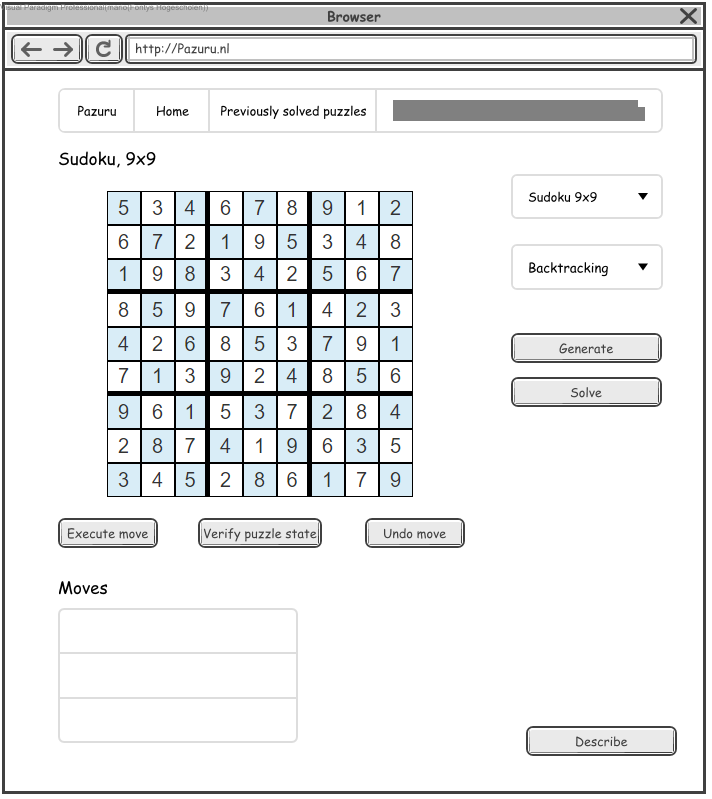 Visual Paradigm Professional(mano(Fontys Hogescholen))
Browser
http://Pazuru.nl
Pazuru Home Previously solved puzzles
Sudoku, 9x9
Sudoku 9x9
5 3 4 6 7 8 9 1 2
6 7 2 1 9 5 3 4 8
1 9 8 3 4 2 5 6 7
Backtracking
8 5 9 7 6 1 4 2 3
4 2 6 8 5 3 7 9 1
Generate
7 1 3 9 2 4 8 5 6
Solve
9 6 1 5 3 7 2 8 4
2 8 7 4 1 9 6 3 5
3 4 5 2 8 6 1 7 9
Execute move Verify puzzle state Undo move
Moves
Describe